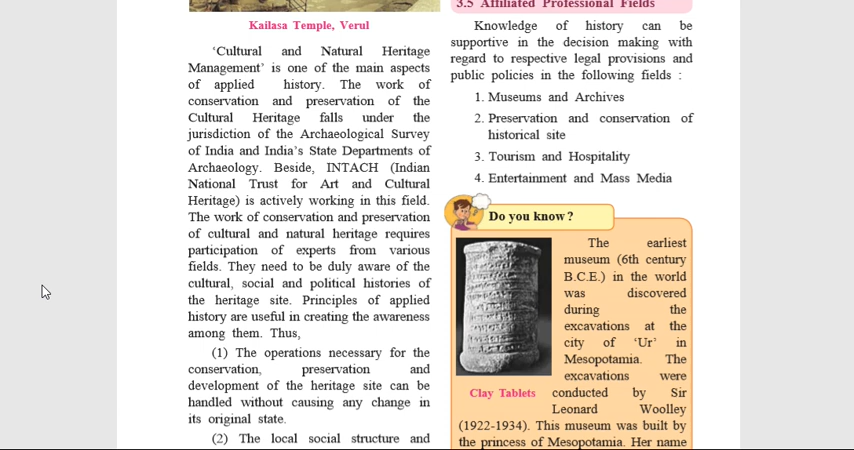 Kailasa Temple, Verul
'Cultural and Natural Heritage
Management' is one of the main aspects
of applied history. The work of
conservation and preservation of the
Cultural Heritage falls under the
jurisdiction of the Archaeological Survey
of India and India's State Departments of
Archaeology. Beside, INTACH (Indian
National Trust for Art and Cultural
Heritage) is actively working in this field.
The work of conservation and preservation
of cultural and natural heritage requires
participation of experts from various
fields. They need to be duly aware of the
cultural, social and political histories of
the heritage site. Principles of applied
history are useful in creating the awareness
among them. Thus,
(1) The operations necessary for the
conservation, preservation and
development of the heritage site can be
handled without causing any change in
its original state.
(2) The local social structure and
3.5 Affiliated Professional Fields
Knowledge of history can be
supportive in the decision making with
regard to respective legal provisions and
public policies in the following fields :
1. Museums and Archives
2. Preservation and conservation of
historical site
3. Tourism and Hospitality
4. Entertainment and Mass Media
Do you know?
The earliest
museum (6th century
B.C.E.) in the world
was discovered
during the
excavations at the
city of 'Ur' in
Mesopotamia. The
excavations were
Clay Tablets
conducted by Sir
Leonard Woolley
(1922-1934). This museum was built by
the princess of Mesopotamia. Her name